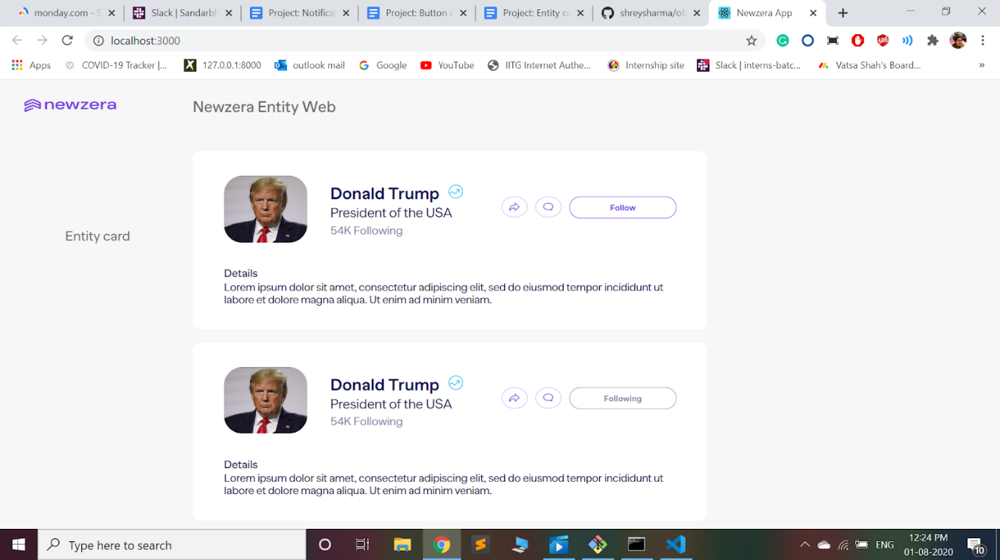 monday.com - S
Slack | Sandarbh
Project: Notificat
Project: Button c
Project: Entity co
shreysharma/ob
Newzera App
localhost:3000
Apps
COVID-19 Tracker |...
127.0.0.1:8000
outlook mail
Google
YouTube
IITG Internet Authe...
Internship site
Slack | interns-batc...
Vatsa Shah's Board...
»
newzera
Newzera Entity Web
Entity card
Donald Trump
President of the USA
54K Following
Follow
Details
Lorem ipsum dolor sit amet, consectetur adipiscing elit, sed do eiusmod tempor incididunt ut
labore et dolore magna aliqua. Ut enim ad minim veniam.
Donald Trump
President of the USA
54K Following
Following
Details
Lorem ipsum dolor sit amet, consectetur adipiscing elit, sed do eiusmod tempor incididunt ut
labore et dolore magna aliqua. Ut enim ad minim veniam.
Type here to search
ENG
12:24 PM
01-08-2020
10